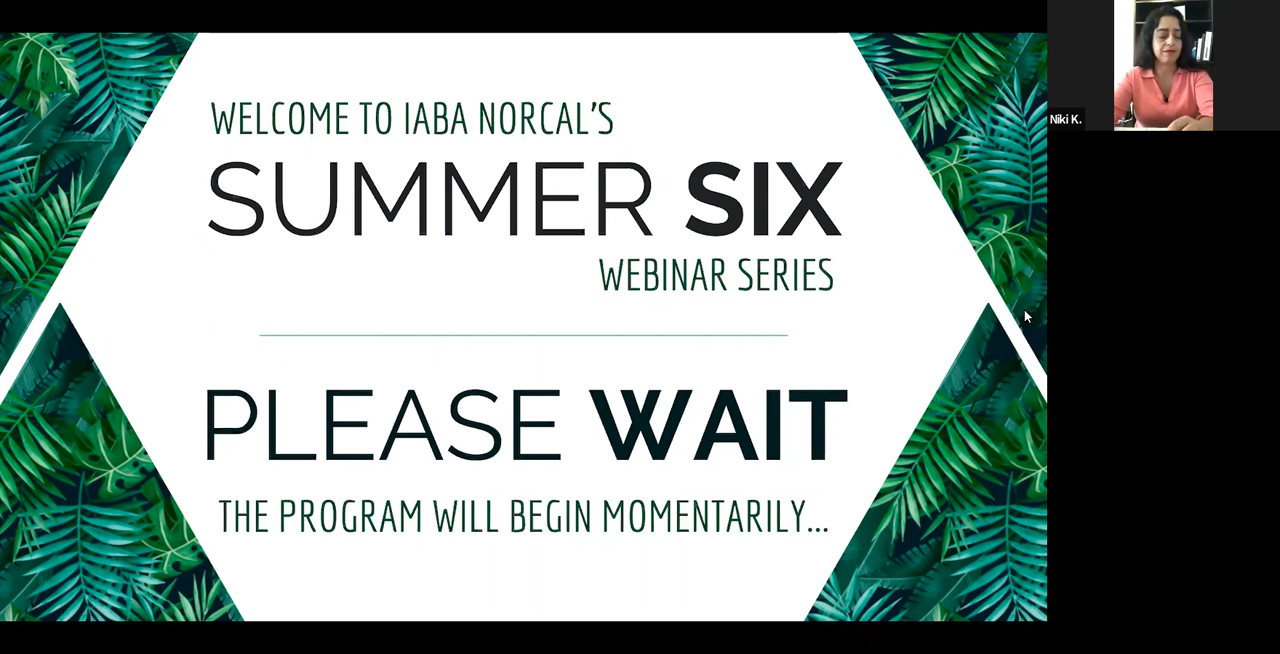 WELCOME TO IABA NORCAL'S
SUMMER SIX
WEBINAR SERIES
PLEASE WAIT
THE PROGRAM WILL BEGIN MOMENTARILY...
Niki K.